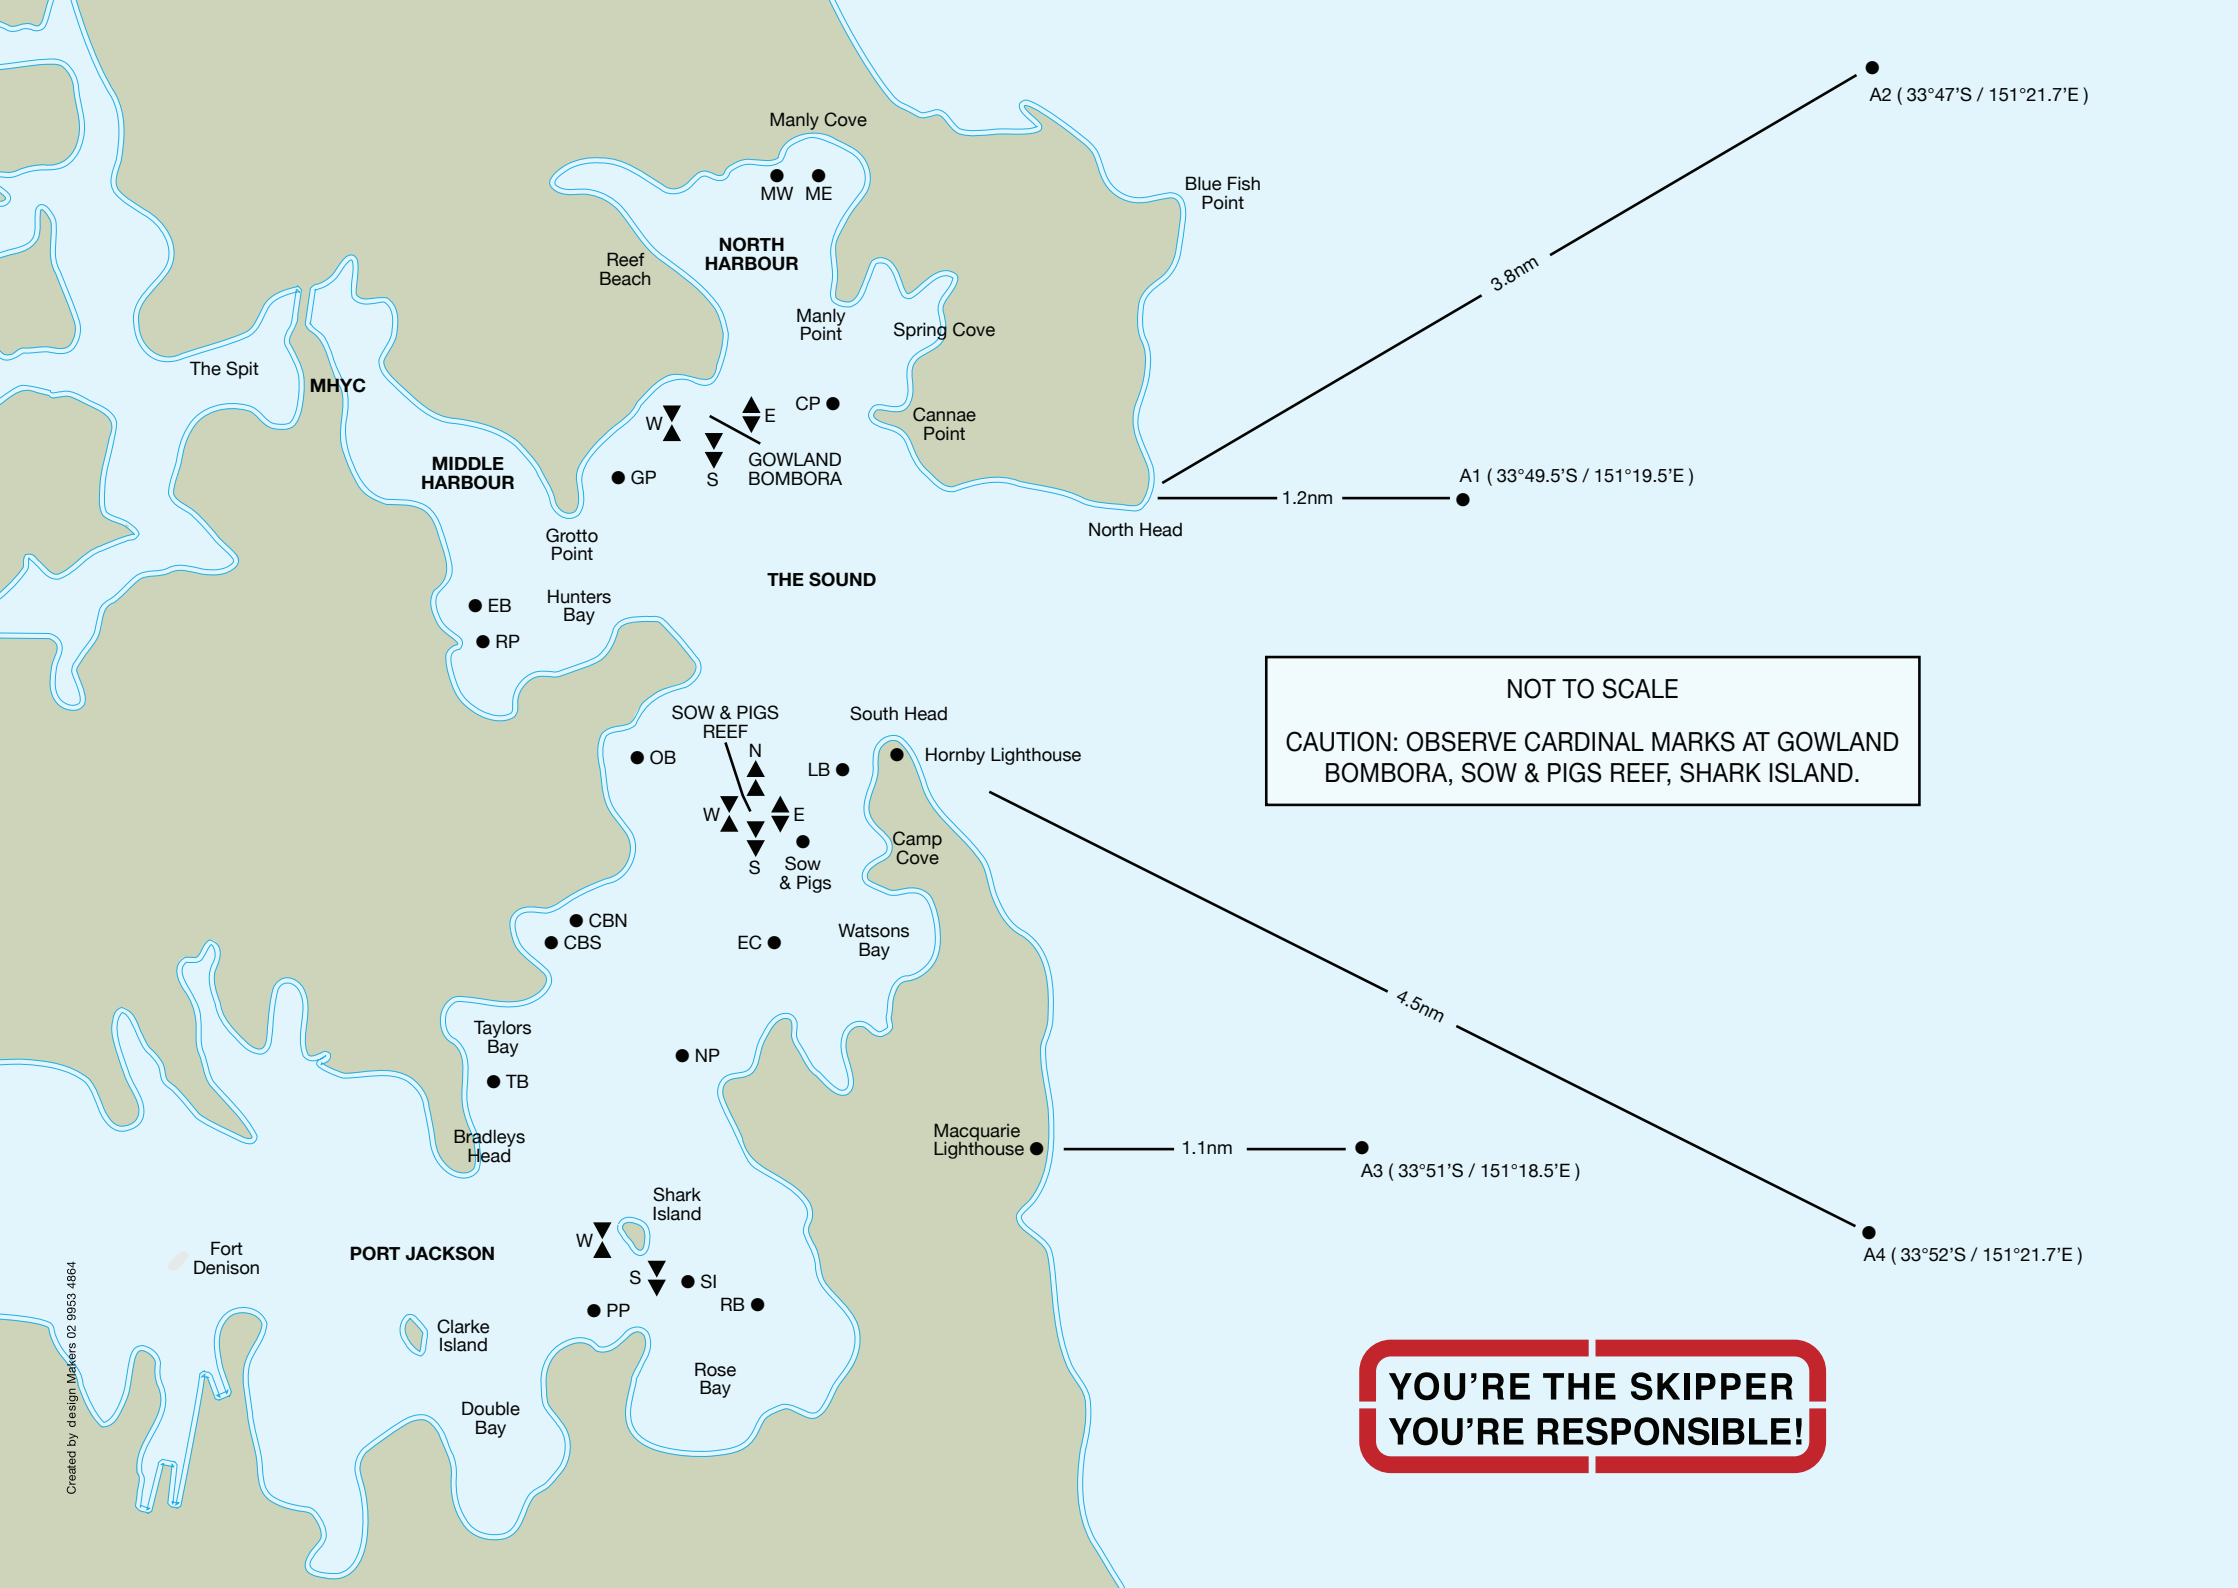 A2 ( 33°47'S / 151°21.7'E )
Manly Cove
MW
ME
Blue Fish
Point
NORTH
HARBOUR
Reef
Beach
3.8nm
Manly
Point
Spring Cove
The Spit
MHYC
W
E
CP
Cannae
Point
S
GOWLAND
BOMBORA
MIDDLE
HARBOUR
GP
A1 ( 33°49.5'S / 151°19.5'E )
1.2nm
North Head
Grotto
Point
THE SOUND
EB
Hunters
Bay
RP
NOT TO SCALE
CAUTION: OBSERVE CARDINAL MARKS AT GOWLAND
BOMBORA, SOW & PIGS REEF, SHARK ISLAND.
SOW & PIGS
REEF
South Head
N
OB
LB
Hornby Lighthouse
W
E
S
Sow
& Pigs
Camp
Cove
CBN
CBS
EC
Watsons
Bay
4.5nm
Taylors
Bay
NP
TB
Bradleys
Head
Macquarie
Lighthouse
1.1nm
A3 ( 33°51'S / 151°18.5'E )
Shark
Island
W
Fort
Denison
PORT JACKSON
S
SI
RB
PP
A4 ( 33°52'S / 151°21.7'E )
Clarke
Island
Rose
Bay
Double
Bay
YOU'RE THE SKIPPER
YOU'RE RESPONSIBLE!
Created by design Makers 02 9953 4864